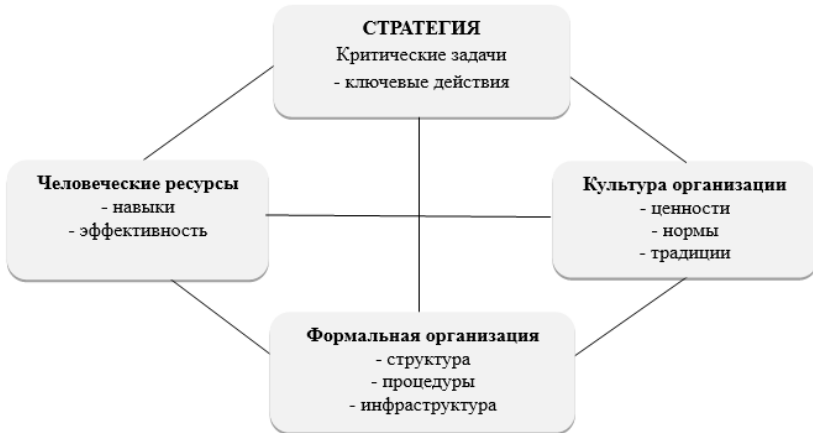 СТРАТЕГИЯ
Критические задачи
- ключевые действия
Человеческие ресурсы
- навыки
- эффективность
Культура организации
- ценности
- нормы
- традиции
Формальная организация
- структура
- процедуры
- инфраструктура